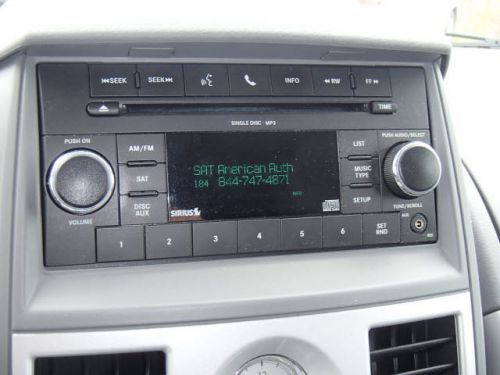 SEEK
SEEK
INFO
RW
FF
SINGLE DISC · MP3
TIME
PUSH ON
VOLUME
AM/FM
SAT
DISC
AUX
SAT American Auth
184 844-747-4871
SIRIUS
LIST
MUSIC
TYPE
SETUP
PUSH AUDIO/SELECT
TUNE/SCROLL
AUX
1
2
3
4
5
6
SET
RND